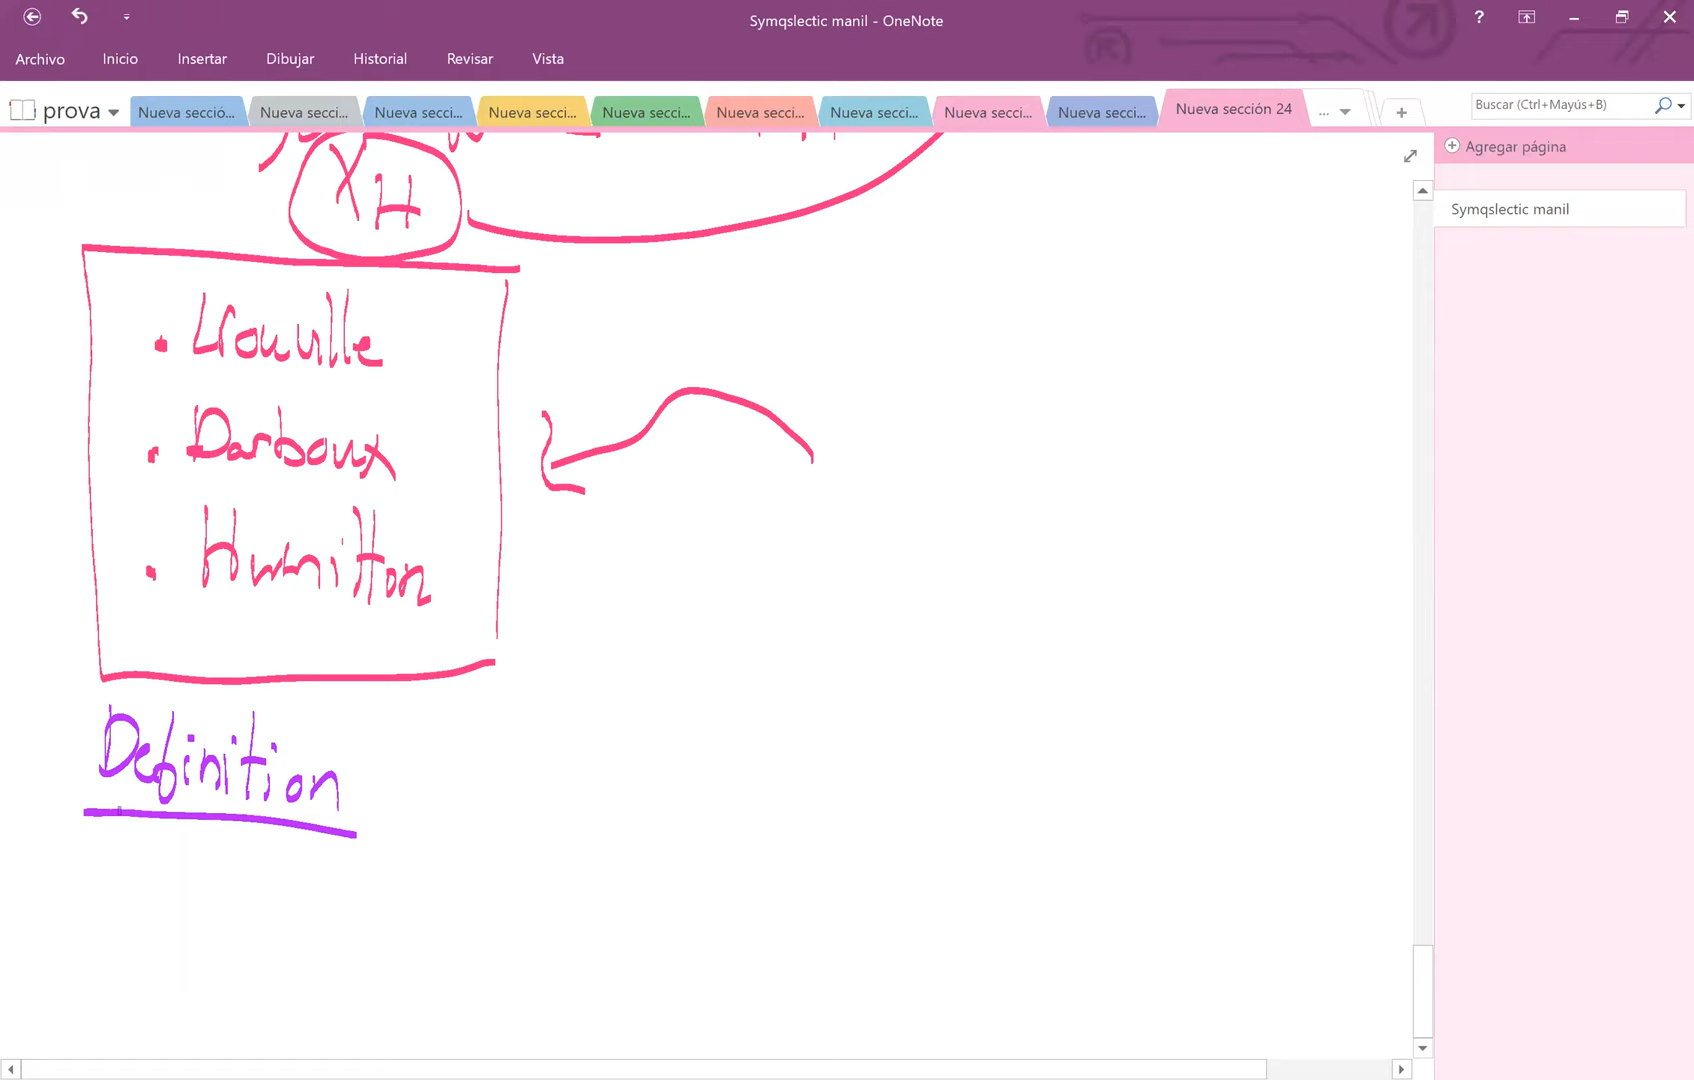 Symqslectic manil - OneNote
?
Archivo Inicio Insertar Dibujar Historial Revisar Vista
prova Nueva secció... Nueva secci... Nueva secci... Nueva secci... Nueva secci... Nueva secci... Nueva secci... Nueva secci... Nueva secci... Nueva sección 24 ... + Buscar (Ctrl+Mayús+B)
Agregar página
Symqslectic manil
XH
• Liouville
• Darboux
• Hamilton
Definition